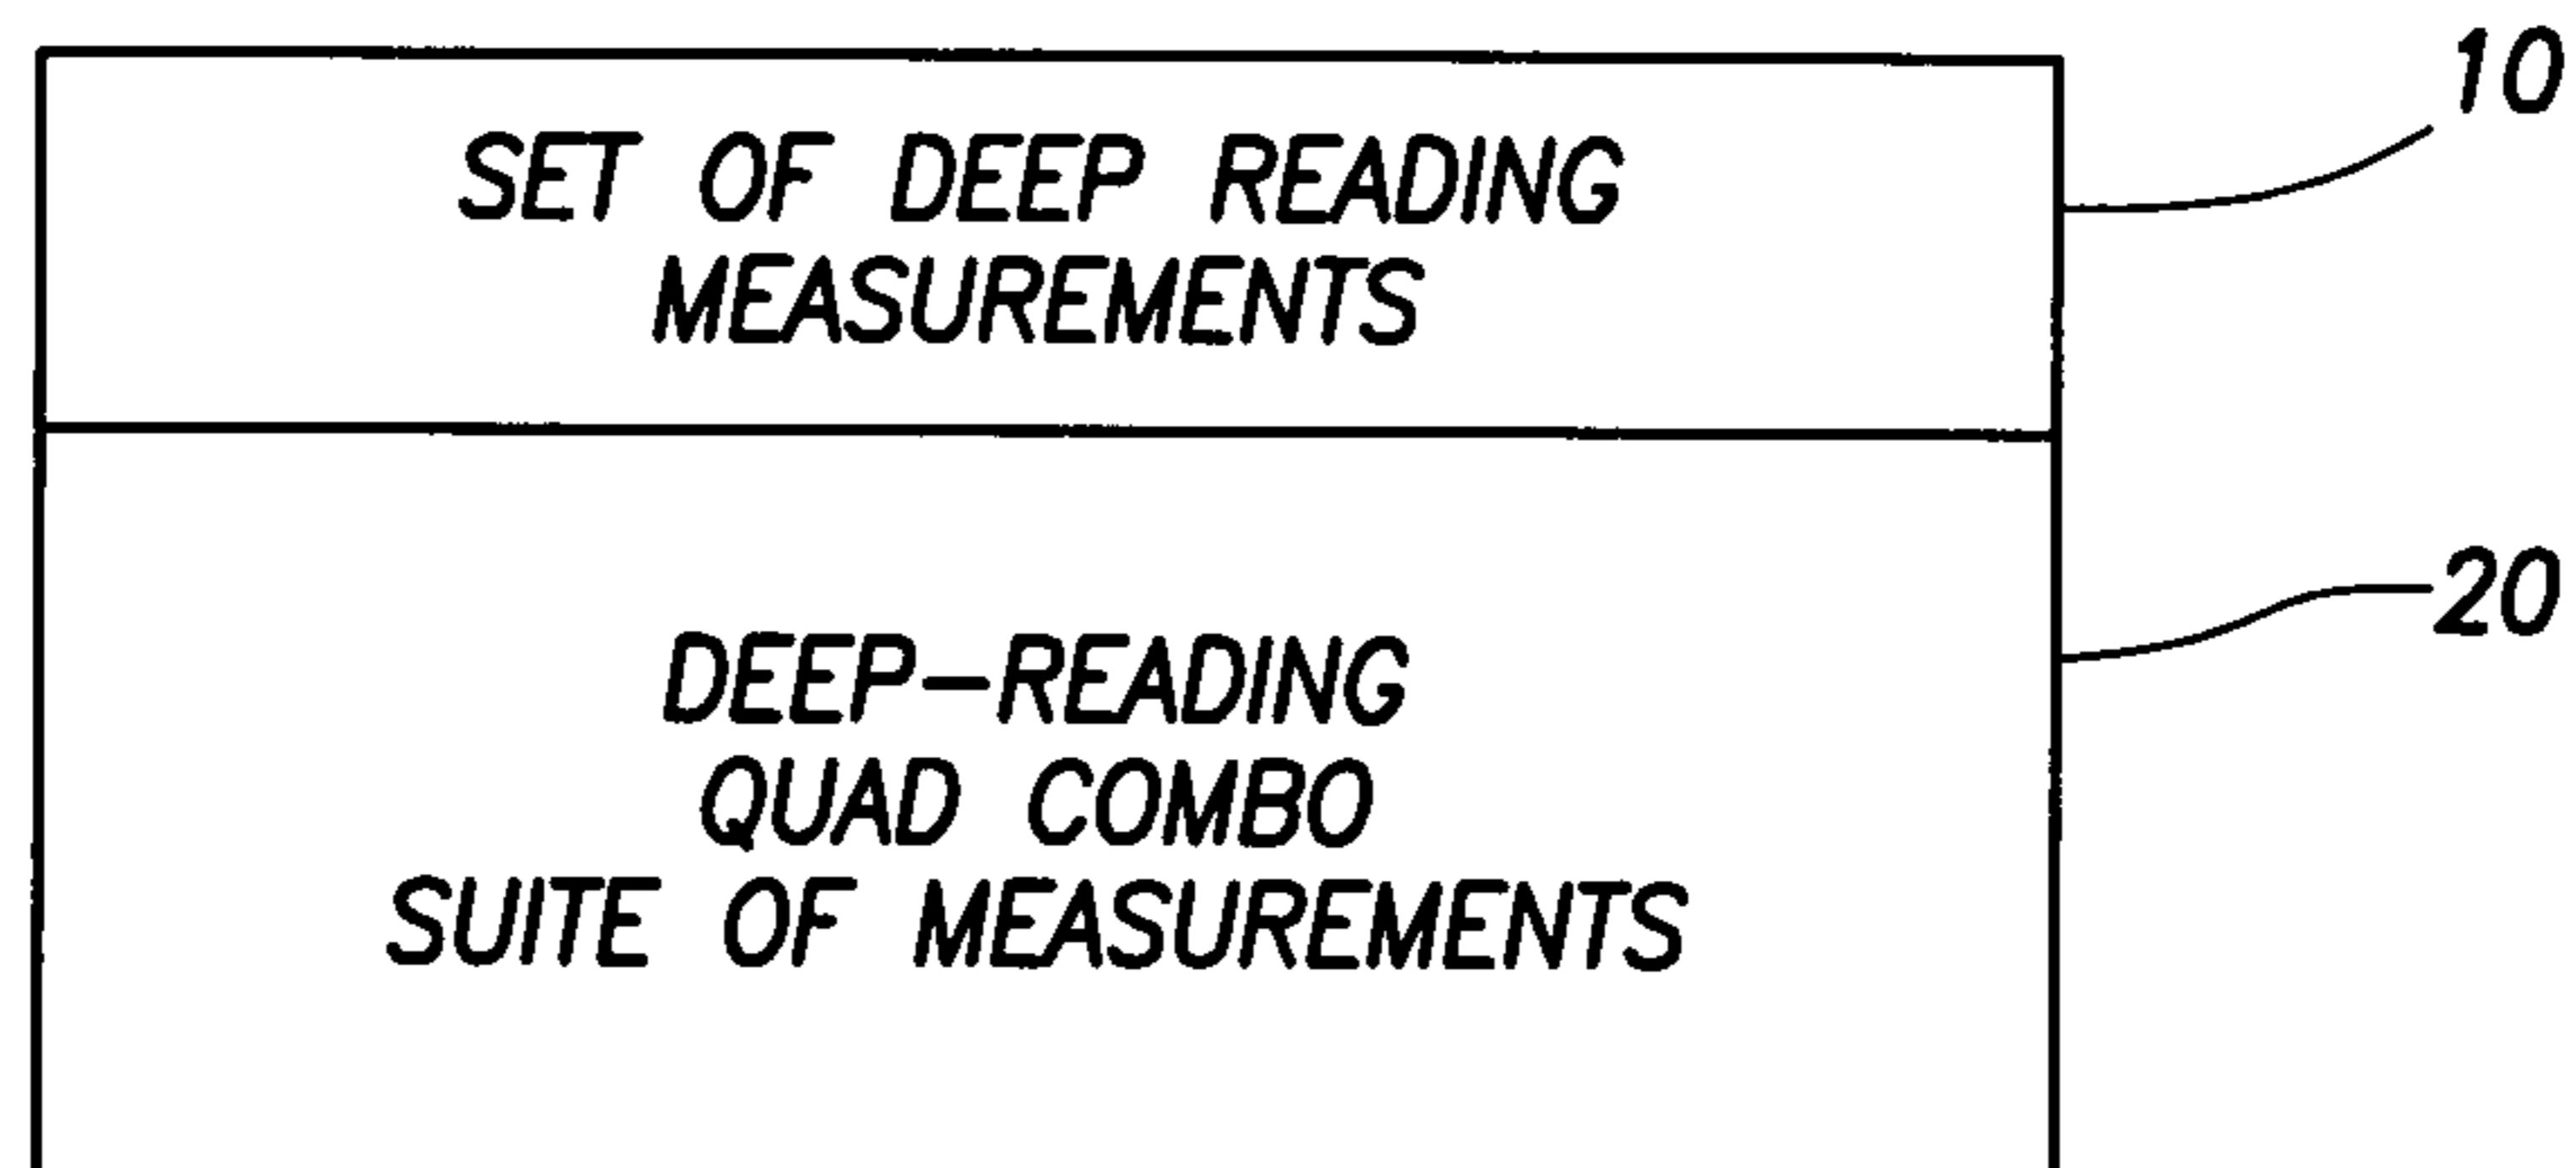 10
SET OF DEEP READING
MEASUREMENTS
20
DEEP-READING
QUAD COMBO
SUITE OF MEASUREMENTS